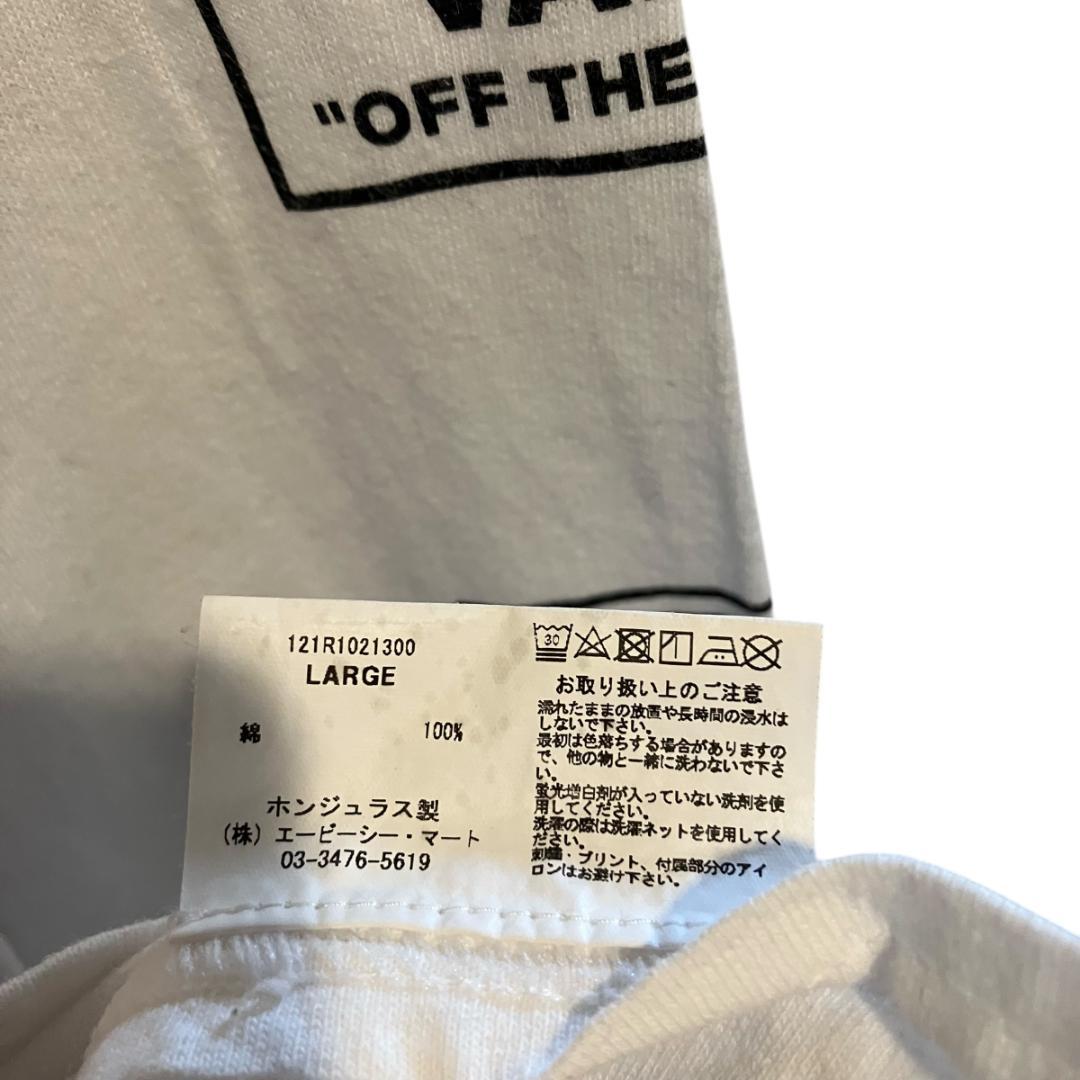 VA
"OFF THE
121R1021300
LARGE
綿 100%
ホンジュラス製
(株) エービーシー・マート
03-3476-5619
30
お取り扱い上のご注意
濡れたままの放置や長時間の浸水は
しないで下さい。
最初は色落ちする場合がありますの
で、他の物と一緒に洗わないで下さ
い。
蛍光増白剤が入っていない洗剤を使
用してください。
洗濯の際は洗濯ネットを使用してく
ださい。
刺繍・プリント、付属部分のアイ
ロンはお避け下さい。